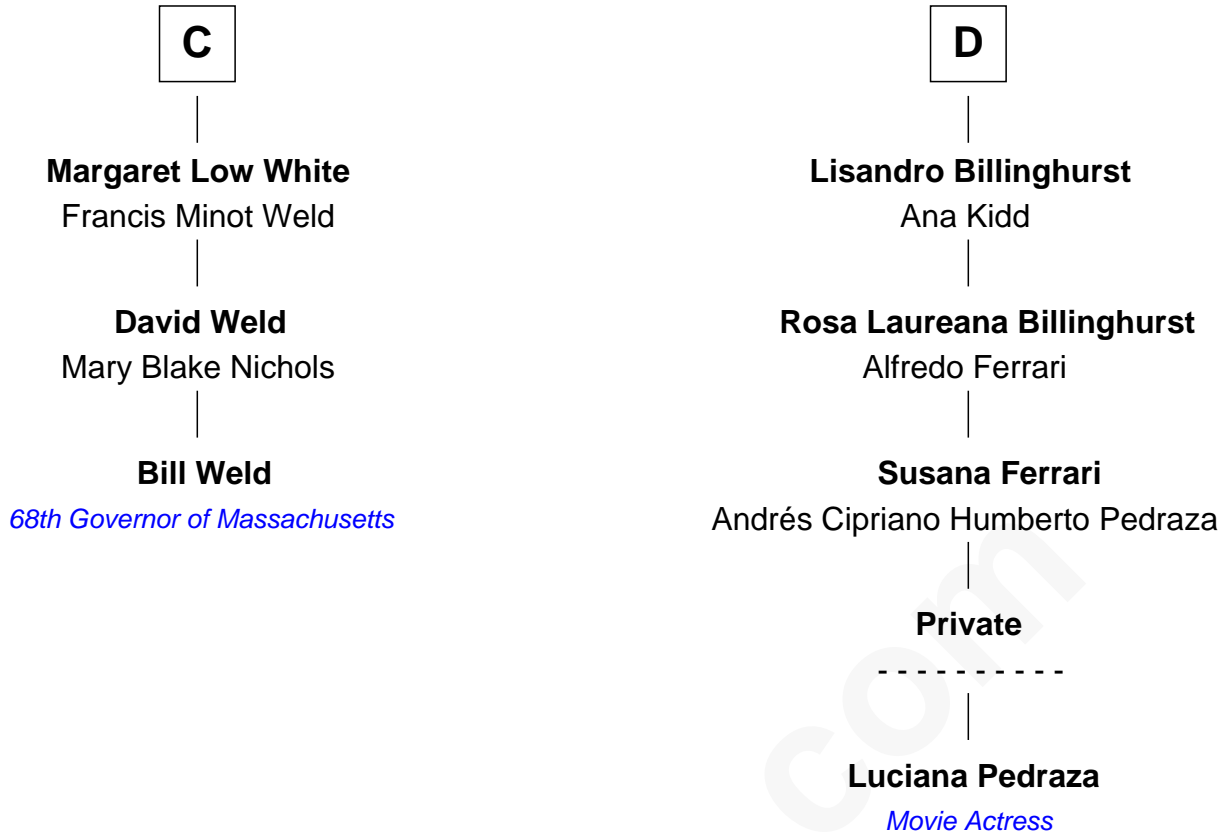 C
Margaret Low White
Francis Minot Weld
David Weld
Mary Blake Nichols
Bill Weld
68th Governor of Massachusetts
D
Lisandro Billinghurst
Ana Kidd
Rosa Laureana Billinghurst
Alfredo Ferrari
Susana Ferrari
Andrés Cipriano Humberto Pedraza
Private
- - - - - - - - - -
Luciana Pedraza
Movie Actress
com